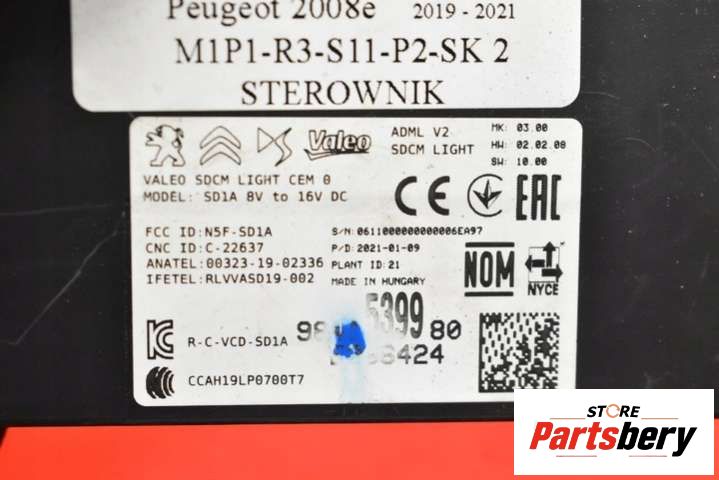 Peugeot 2008e 2019 - 2021
M1P1-R3-S11-P2-SK 2
STEROWNIK
Valeo
ADML V2
SDCM LIGHT
MK: 03.00
HW: 02.02.08
SW: 10.00
VALEO SDCM LIGHT CEM 0
MODEL: SD1A 8V to 16V DC
CE
EAC
FCC ID: N5F-SD1A
CNC ID: C-22637
ANATEL: 00323-19-02336
IFETEL: RLVVASD19-002
S/N: 0611000000000006EA97
P/D: 2021-01-09
PLANT ID: 21
MADE IN HUNGARY
NOM
NYCE
R-C-VCD-SD1A
5399 80
8424
CCAH19LP0700T7
STORE
Partsbery